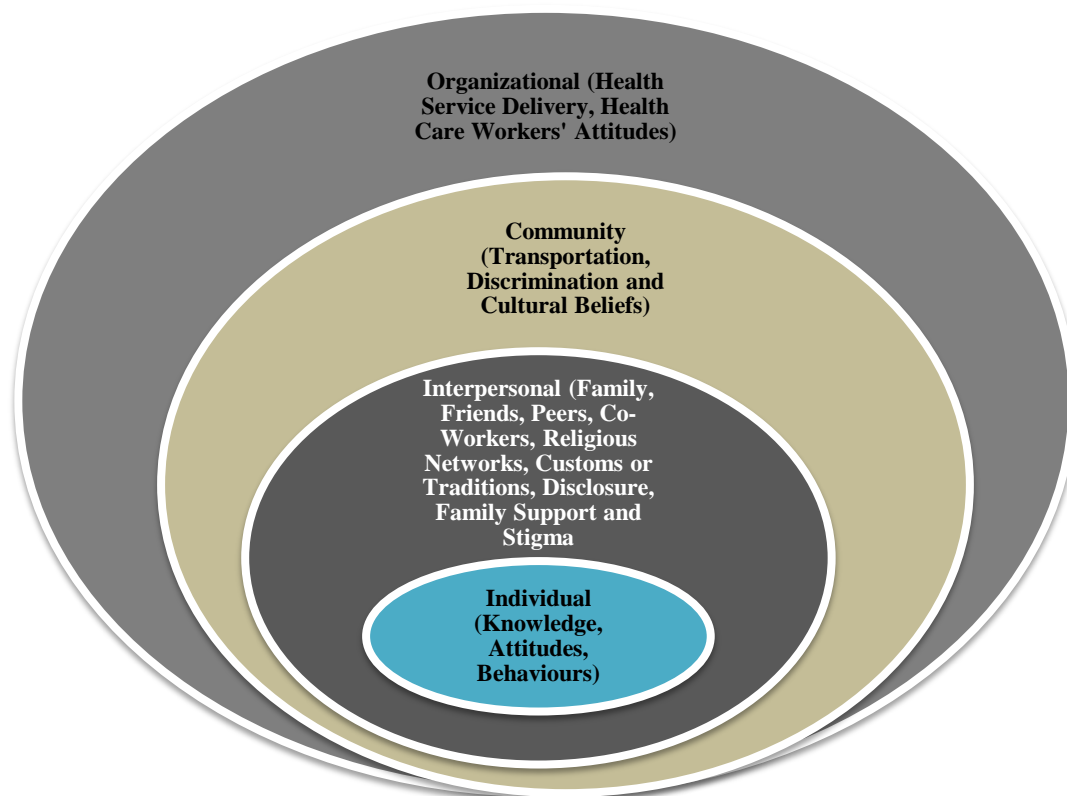 Organizational (Health
Service Delivery, Health
Care Workers' Attitudes)
Community
(Transportation,
Discrimination and
Cultural Beliefs)
Interpersonal (Family,
Friends, Peers, Co-
Workers, Religious
Networks, Customs or
Traditions, Disclosure,
Family Support and
Stigma
Individual
(Knowledge,
Attitudes,
Behaviours)